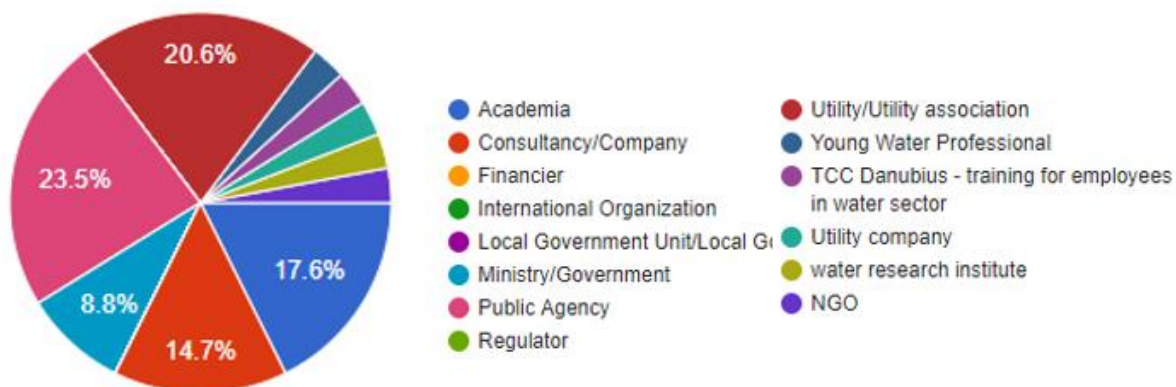 20.6%
23.5%
17.6%
8.8%
14.7%
Academia
Consultancy/Company
Financier
International Organization
Local Government Unit/Local Go
Ministry/Government
Public Agency
Regulator
Utility/Utility association
Young Water Professional
TCC Danubius - training for employees
in water sector
Utility company
water research institute
NGO